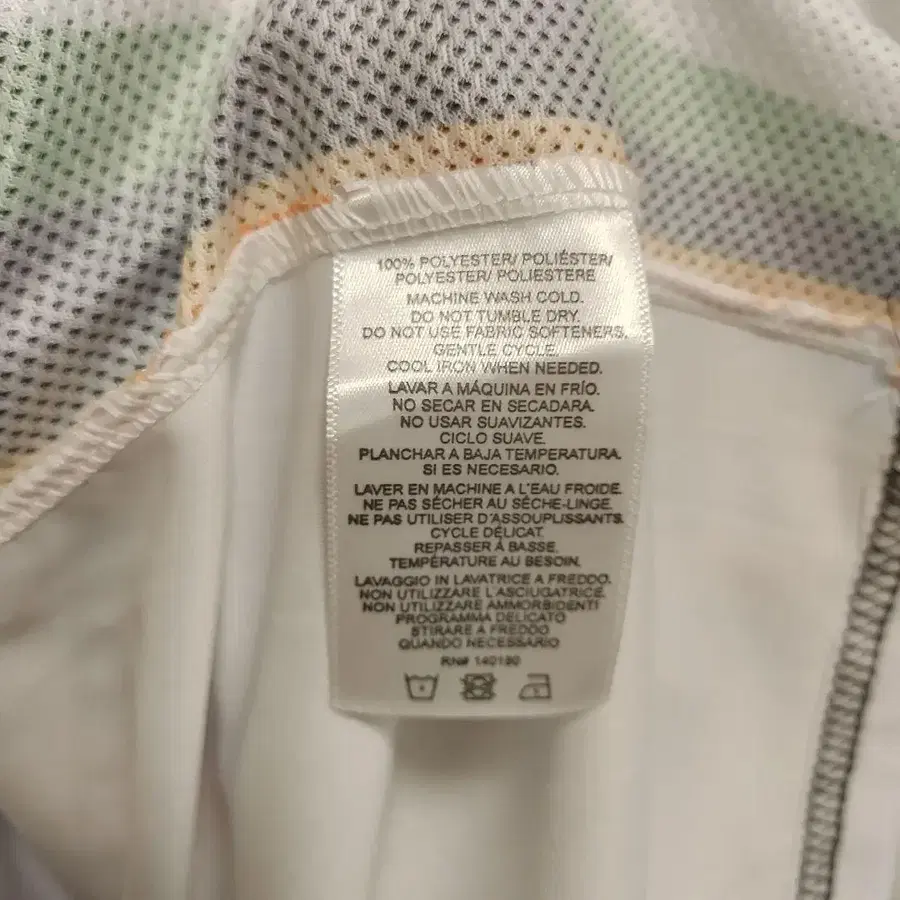 100% POLYESTER/ POLIÉSTER/
POLYESTER/ POLIESTERE
MACHINE WASH COLD.
DO NOT TUMBLE DRY.
DO NOT USE FABRIC SOFTENERS.
GENTLE CYCLE.
COOL IRON WHEN NEEDED.
LAVAR A MÁQUINA EN FRÍO.
NO SECAR EN SECADARA.
NO USAR SUAVIZANTES.
CICLO SUAVE.
PLANCHAR A BAJA TEMPERATURA.
SI ES NECESARIO.
LAVER EN MACHINE A L'EAU FROIDE.
NE PAS SÉCHER AU SÉCHE-LINGE.
NE PAS UTILISER D'ASSOUPLISSANTS.
CYCLE DÉLICAT.
REPASSER À BASSE.
TEMPÉRATURE AU BESOIN.
LAVAGGIO IN LAVATRICE A FREDDO.
NON UTILIZZARE L'ASCIUGATRICE.
NON UTILIZZARE AMMORBIDENTI
PROGRAMMA DELICATO
STIRARE A FREDDO
QUANDO NECESSARIO
RN# 140180